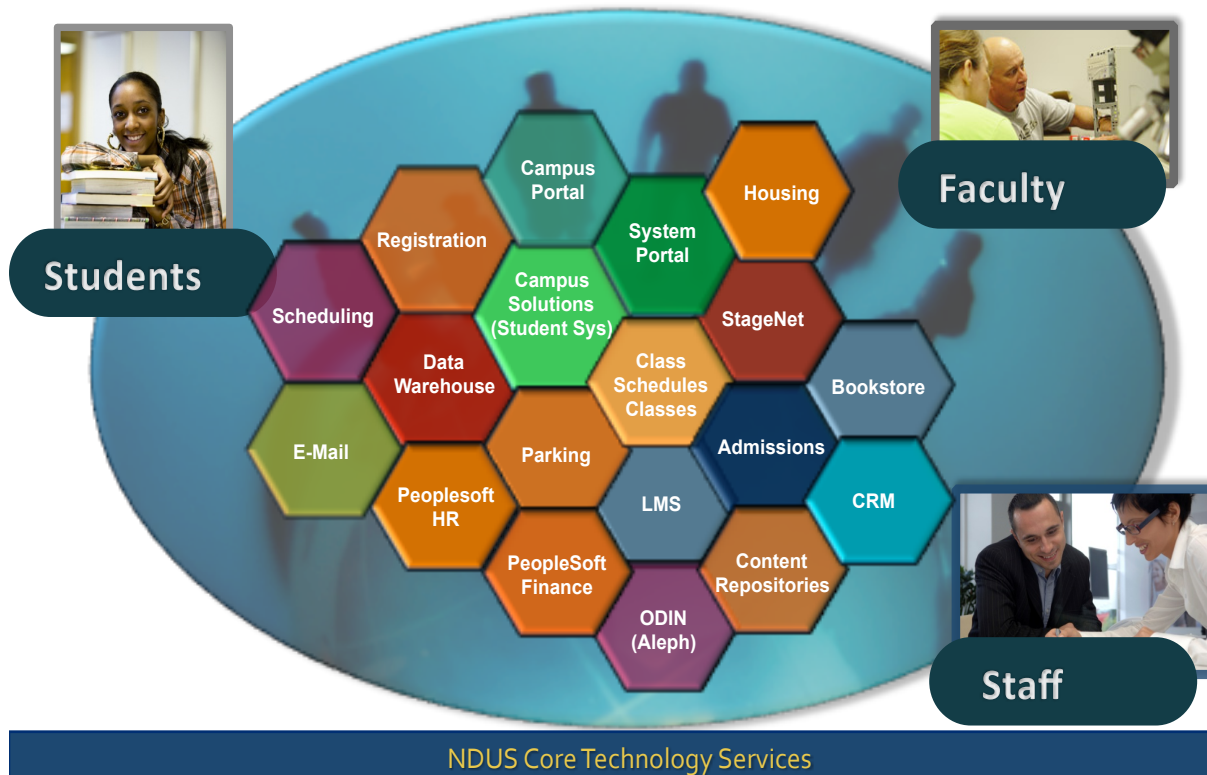 Students
Faculty
Staff
Campus
Portal
Housing
Registration
System
Portal
Scheduling
Campus
Solutions
(Student Sys)
StageNet
Data
Warehouse
Class
Schedules
Classes
Bookstore
E-Mail
Parking
Admissions
Peoplesoft
HR
LMS
CRM
PeopleSoft
Finance
Content
Repositories
ODIN
(Aleph)
NDUS Core Technology Services